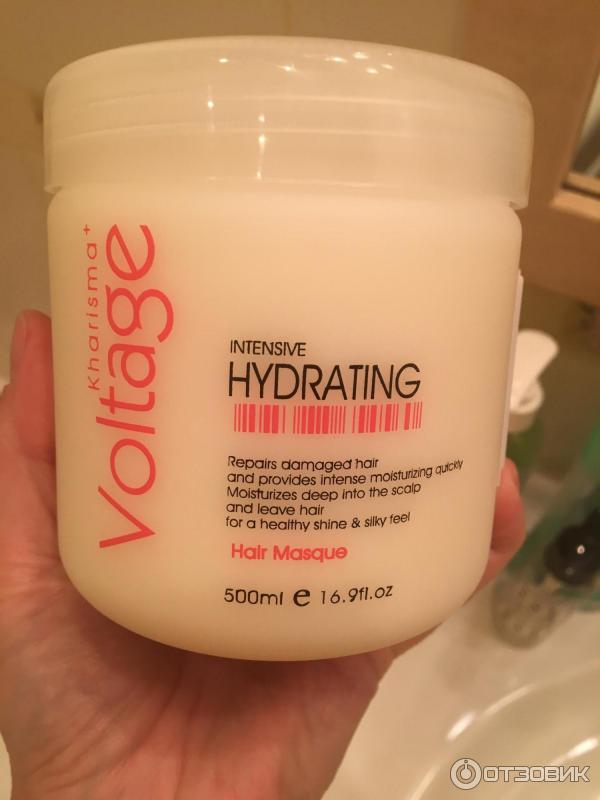 Kharisma+
Voltage
INTENSIVE
HYDRATING
Repairs damaged hair
and provides intense moisturizing quickly
Moisturizes deep into the scalp
and leave hair
for a healthy shine & silky feel
Hair Masque
500ml e 16.9fl.oz
ОТЗОВИК